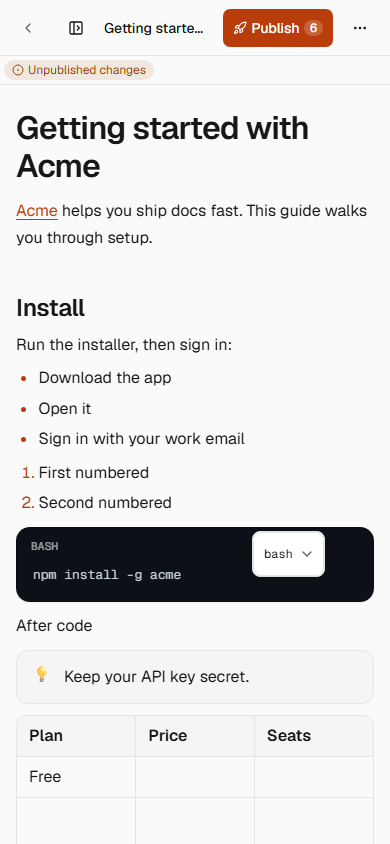 Getting starte...
Publish 6
Unpublished changes
Getting started with
Acme
Acme helps you ship docs fast. This guide walks
you through setup.
Install
Run the installer, then sign in:
• Download the app
• Open it
• Sign in with your work email
1. First numbered
2. Second numbered
BASH
bash
npm install -g acme
After code
Keep your API key secret.
Plan Price Seats
Free